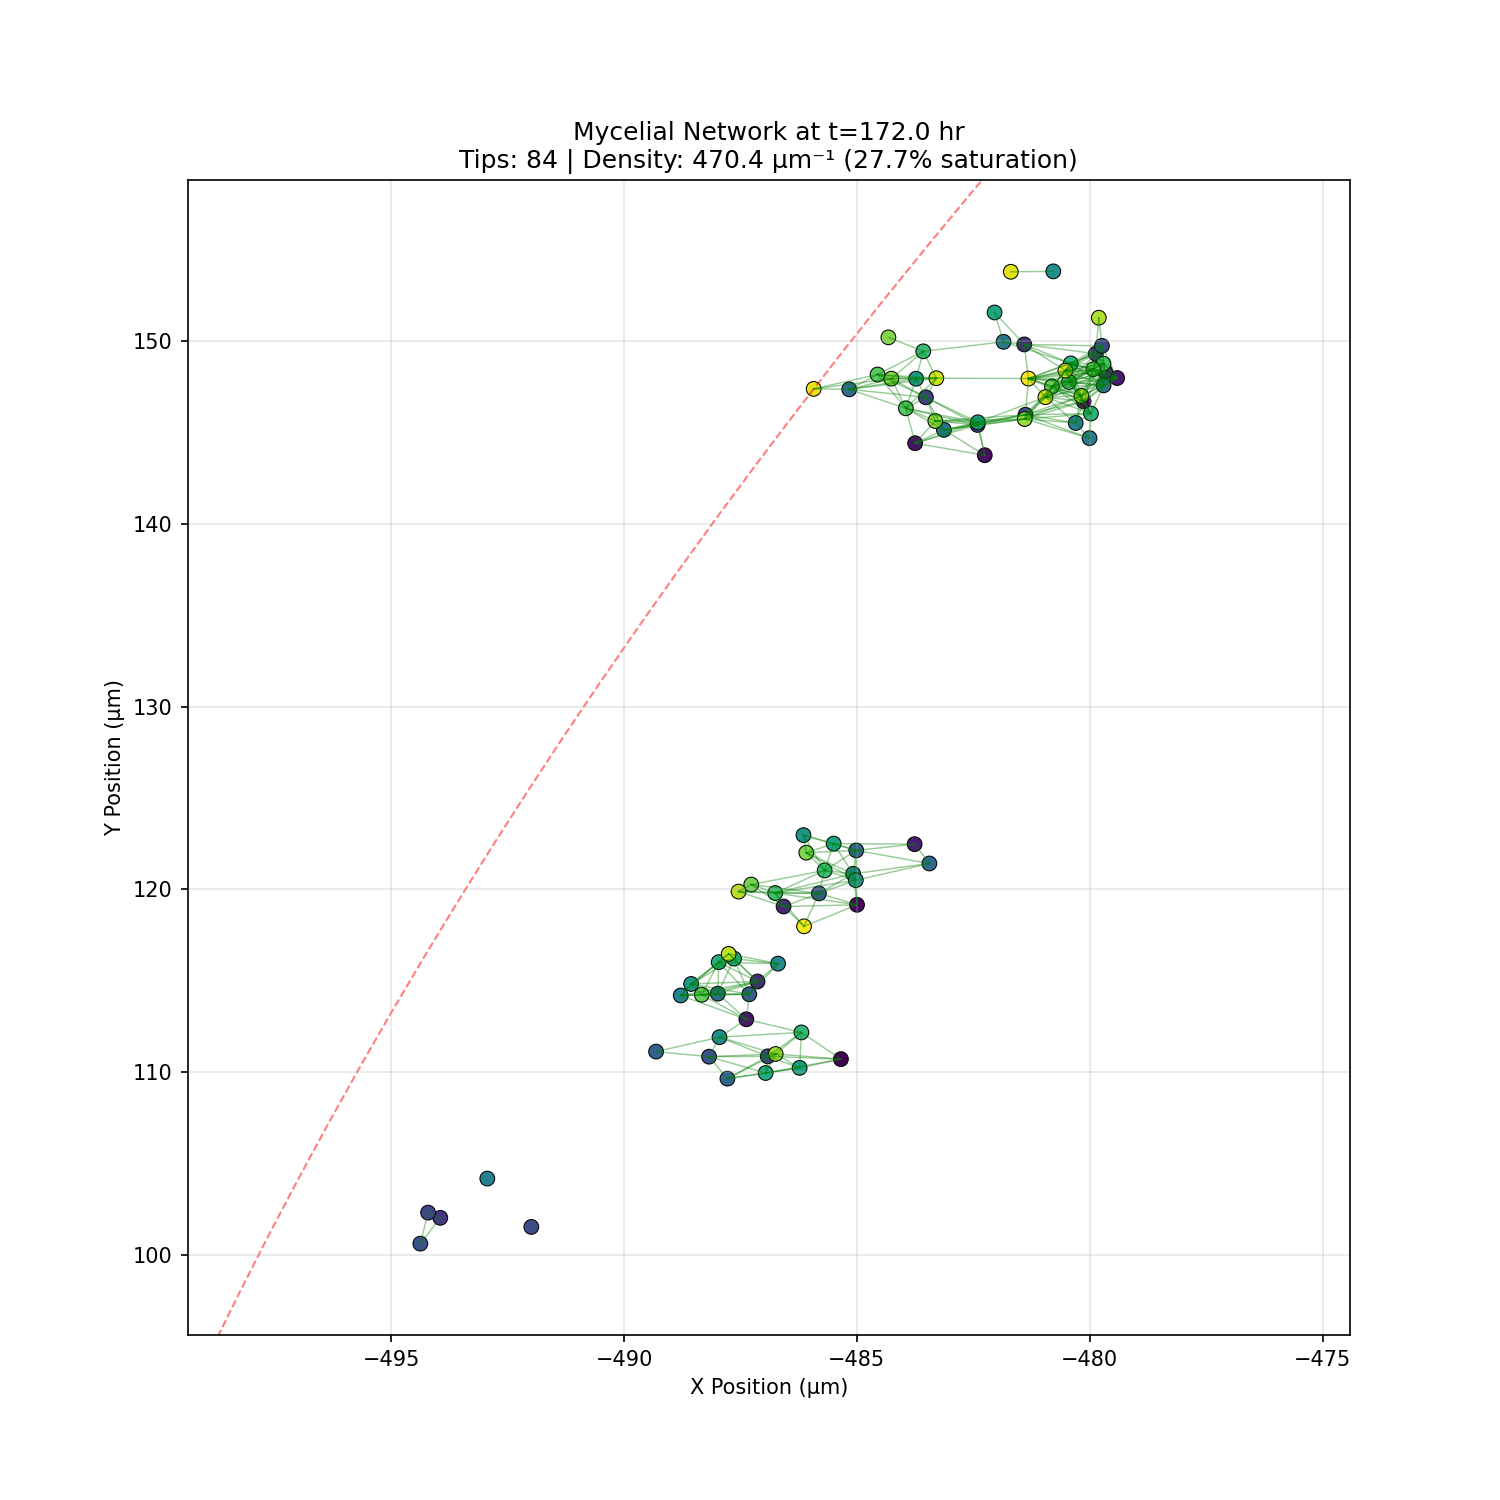 Mycelial Network at t=172.0 hr
Tips: 84 | Density: 470.4 μm⁻¹ (27.7% saturation)
Y Position (μm)
150
140
130
120
110
100
−495
−490
−485
−480
−475
X Position (μm)